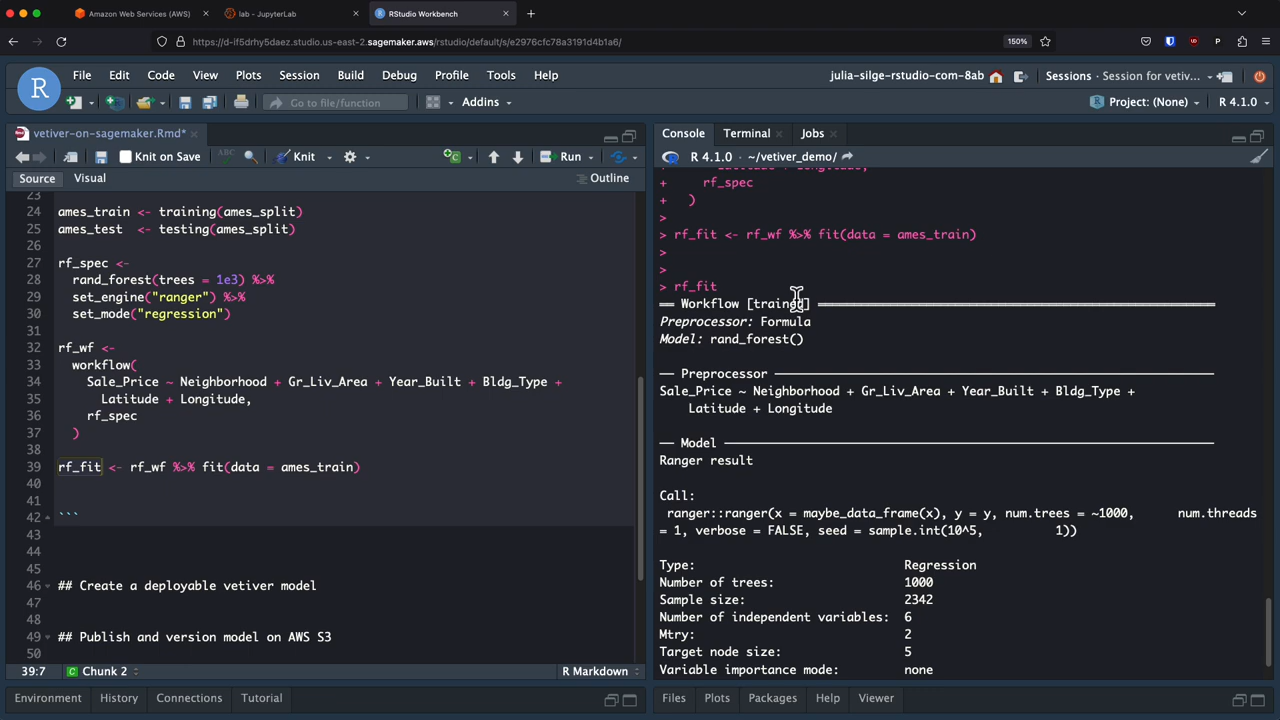 Amazon Web Services (AWS)
lab - JupyterLab
RStudio Workbench
https://d-if5drhy5daez.studio.us-east-2.sagemaker.aws/rstudio/default/s/e2976cfc78a3191d4b1a6/
150%
R
File Edit Code View Plots Session Build Debug Profile Tools Help
julia-silge-rstudio-com-8ab
Sessions
Session for vetiv...
Go to file/function
Addins
Project: (None)
R 4.1.0
vetiver-on-sagemaker.Rmd*
Knit on Save
ABC
Knit
Run
Source
Visual
Outline
23
24 ames_train <- training(ames_split)
25 ames_test <- testing(ames_split)
26
27 rf_spec <-
28 rand_forest(trees = 1e3) %>%
29 set_engine("ranger") %>%
30 set_mode("regression")
31
32 rf_wf <-
33 workflow(
34 Sale_Price ~ Neighborhood + Gr_Liv_Area + Year_Built + Bldg_Type +
35 Latitude + Longitude,
36 rf_spec
37 )
38
39 rf_fit <- rf_wf %>% fit(data = ames_train)
40
41
42 ```
43
44
45
46 ## Create a deployable vetiver model
47
48
49 ## Publish and version model on AWS S3
50
39:7
Chunk 2
R Markdown
Environment History Connections Tutorial
Console Terminal Jobs
R 4.1.0 · ~/vetiver_demo/
+ Latitude + Longitude,
+ rf_spec
+ )
>
> rf_fit <- rf_wf %>% fit(data = ames_train)
>
>
> rf_fit
══ Workflow [trained] ══
Preprocessor: Formula
Model: rand_forest()
── Preprocessor ──
Sale_Price ~ Neighborhood + Gr_Liv_Area + Year_Built + Bldg_Type +
Latitude + Longitude
── Model ──
Ranger result
Call:
ranger::ranger(x = maybe_data_frame(x), y = y, num.trees = ~1000, num.threads
= 1, verbose = FALSE, seed = sample.int(10^5, 1))
Type: Regression
Number of trees: 1000
Sample size: 2342
Number of independent variables: 6
Mtry: 2
Target node size: 5
Variable importance mode: none
Files Plots Packages Help Viewer